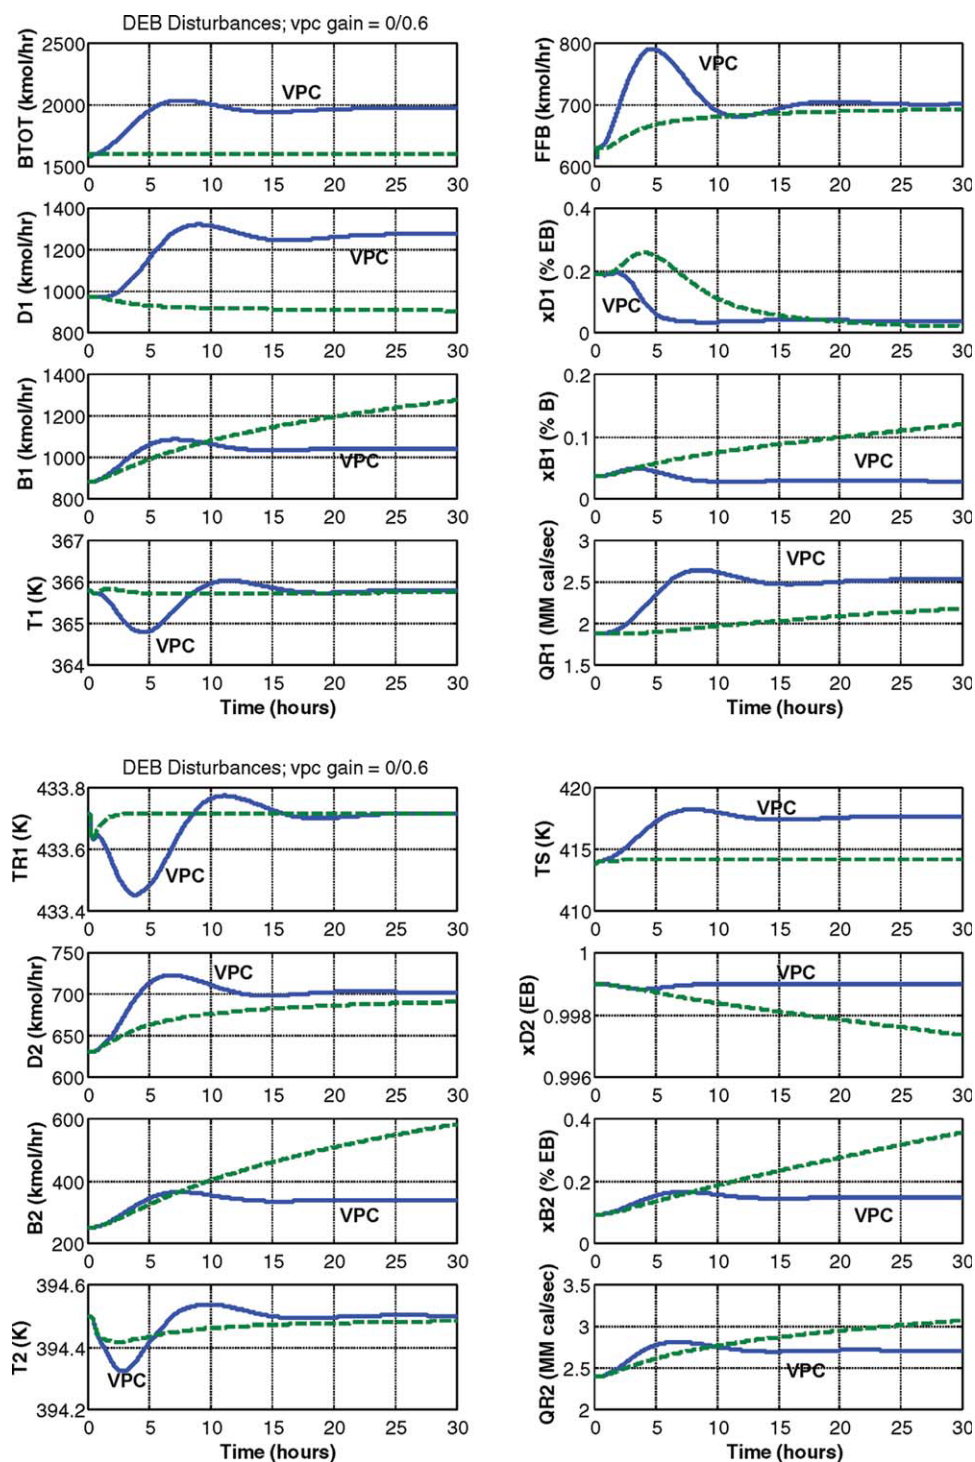 DEB Disturbances; vpc gain = 0/0.6
BTOT (kmol/hr)
2500
2000
1500
VPC
0 5 10 15 20 25 30
FFB (kmol/hr)
800
700
600
VPC
0 5 10 15 20 25 30
D1 (kmol/hr)
1400
1200
1000
800
VPC
0 5 10 15 20 25 30
xD1 (% EB)
0.4
0.2
0
VPC
0 5 10 15 20 25 30
B1 (kmol/hr)
1400
1200
1000
800
VPC
0 5 10 15 20 25 30
xB1 (% B)
0.2
0.1
0
VPC
0 5 10 15 20 25 30
T1 (K)
367
366
365
364
VPC
0 5 10 15 20 25 30
Time (hours)
QR1 (MM cal/sec)
3
2.5
2
1.5
VPC
0 5 10 15 20 25 30
Time (hours)
DEB Disturbances; vpc gain = 0/0.6
TR1 (K)
433.8
433.6
433.4
VPC
0 5 10 15 20 25 30
TS (K)
420
415
410
VPC
0 5 10 15 20 25 30
D2 (kmol/hr)
750
700
650
600
VPC
0 5 10 15 20 25 30
xD2 (EB)
1
0.998
0.996
VPC
0 5 10 15 20 25 30
B2 (kmol/hr)
600
400
200
VPC
0 5 10 15 20 25 30
xB2 (% EB)
0.4
0.2
0
VPC
0 5 10 15 20 25 30
T2 (K)
394.6
394.4
394.2
VPC
0 5 10 15 20 25 30
Time (hours)
QR2 (MM cal/sec)
3.5
3
2.5
2
VPC
0 5 10 15 20 25 30
Time (hours)